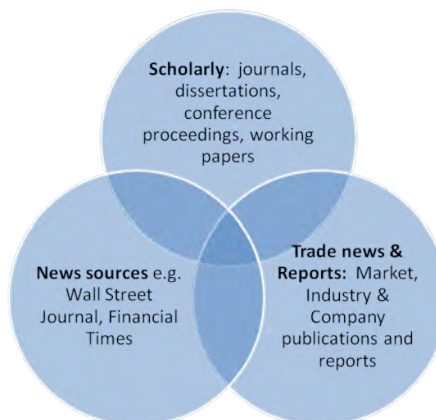 Scholarly: journals,
dissertations,
conference
proceedings, working
papers
News sources e.g.
Wall Street
Journal, Financial
Times
Trade news &
Reports: Market,
Industry &
Company
publications and
reports